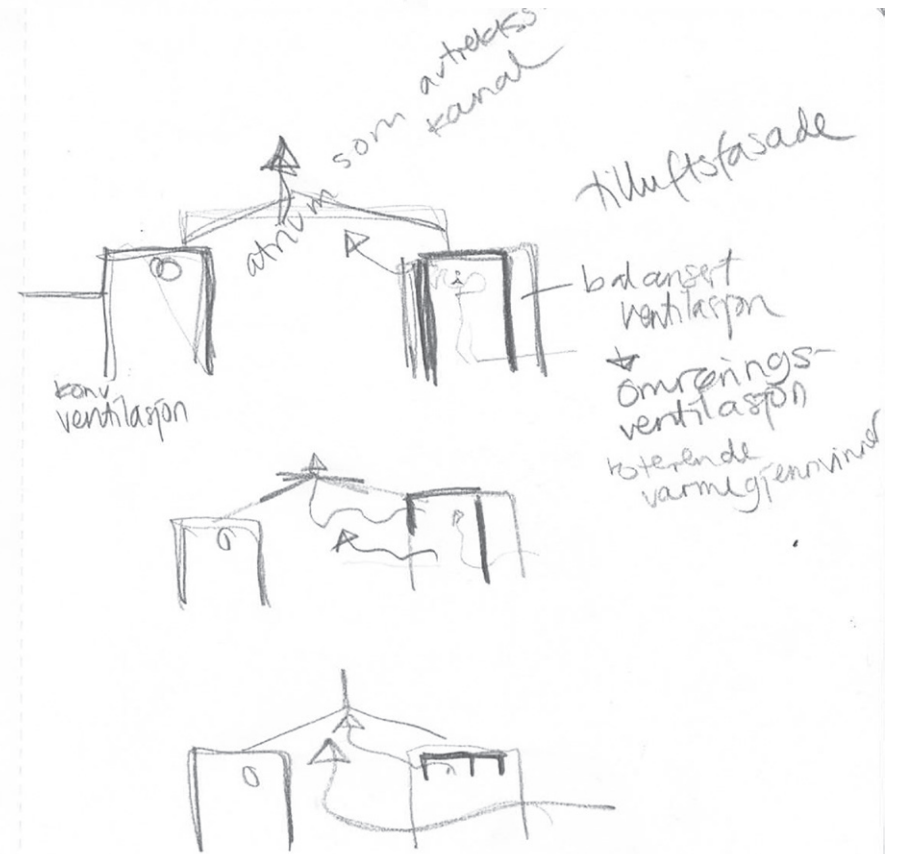 atrium som avtrekks
kanal
tilluftsfasade
balansert
ventilasjon
omrørings-
ventilasjon
roterende
varmegjenvinner
konv
ventilasjon